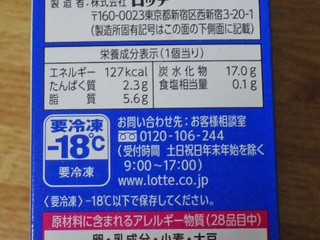 製造者：株式会社 ロッテ
〒160-0023東京都新宿区西新宿3-20-1
(製造所固有記号はこの面の下側面に記載)
栄養成分表示(1個当り)
エネルギー 127kcal 炭水化物 17.0g
たんぱく質 2.3g 食塩相当量 0.1g
脂質 5.6g
要冷凍
-18℃
要冷凍
お問い合わせ先：お客様相談室
0120-106-244
(受付時間 土日祝日年末年始を除く
9:00~17:00)
www.lotte.co.jp
〈要冷凍〉-18℃以下で保存してください。
原材料に含まれるアレルギー物質(28品目中)
卵・乳成分・小麦・大豆